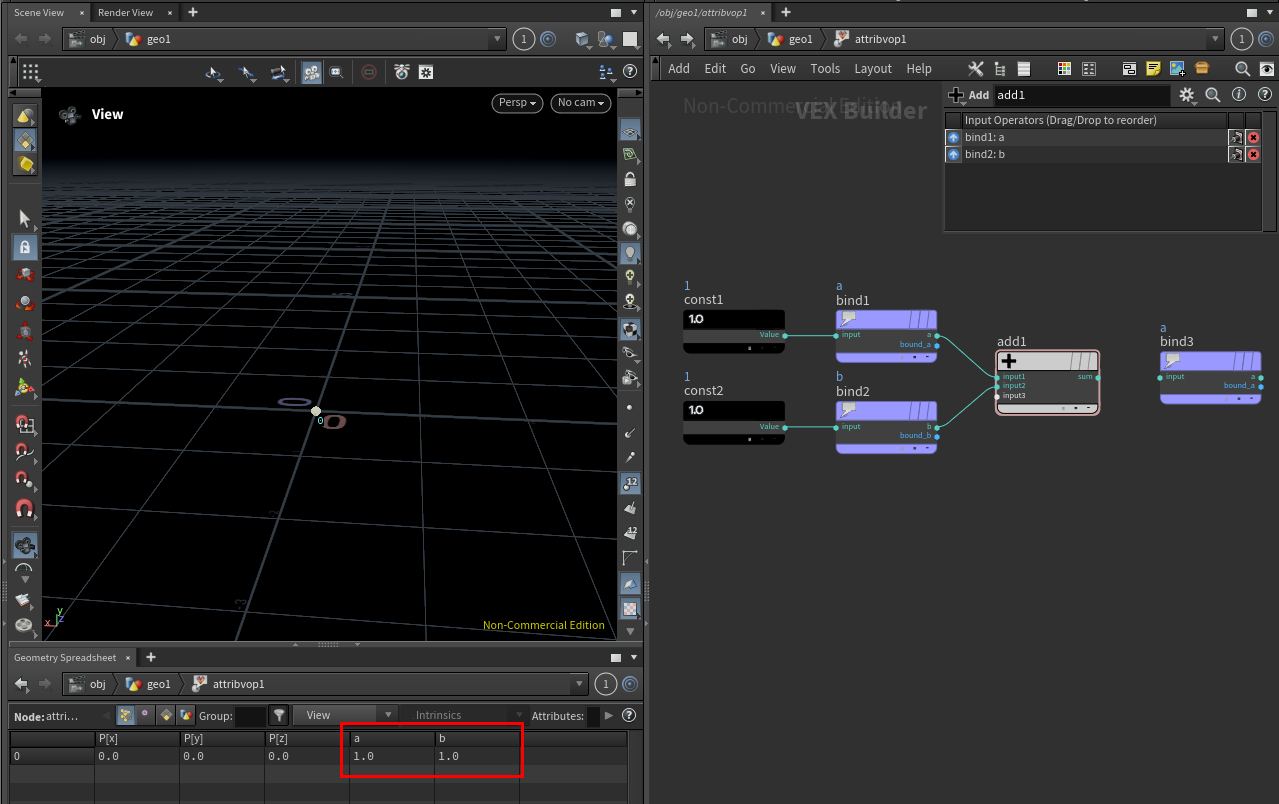 Scene View
Render View
obj
geo1
1
View
Persp
No cam
0
Non-Commercial Edition
y
x
z
12
12
Geometry Spreadsheet
obj
geo1
attribvop1
1
Node: attri...
Group:
View
Intrinsics
Attributes:
P[x] P[y] P[z] a b
0 0.0 0.0 0.0 1.0 1.0
/obj/geo1/attribvop1
obj
geo1
attribvop1
1
Add Edit Go View Tools Layout Help
Non-Commercial Edition
VEX Builder
Add add1
Input Operators (Drag/Drop to reorder)
bind1: a
bind2: b
1
const1
1.0
Value
a
bind1
input a
bound_a
1
const2
1.0
Value
b
bind2
input b
bound_b
add1
input1 sum
input2
input3
a
bind3
input a
bound_a